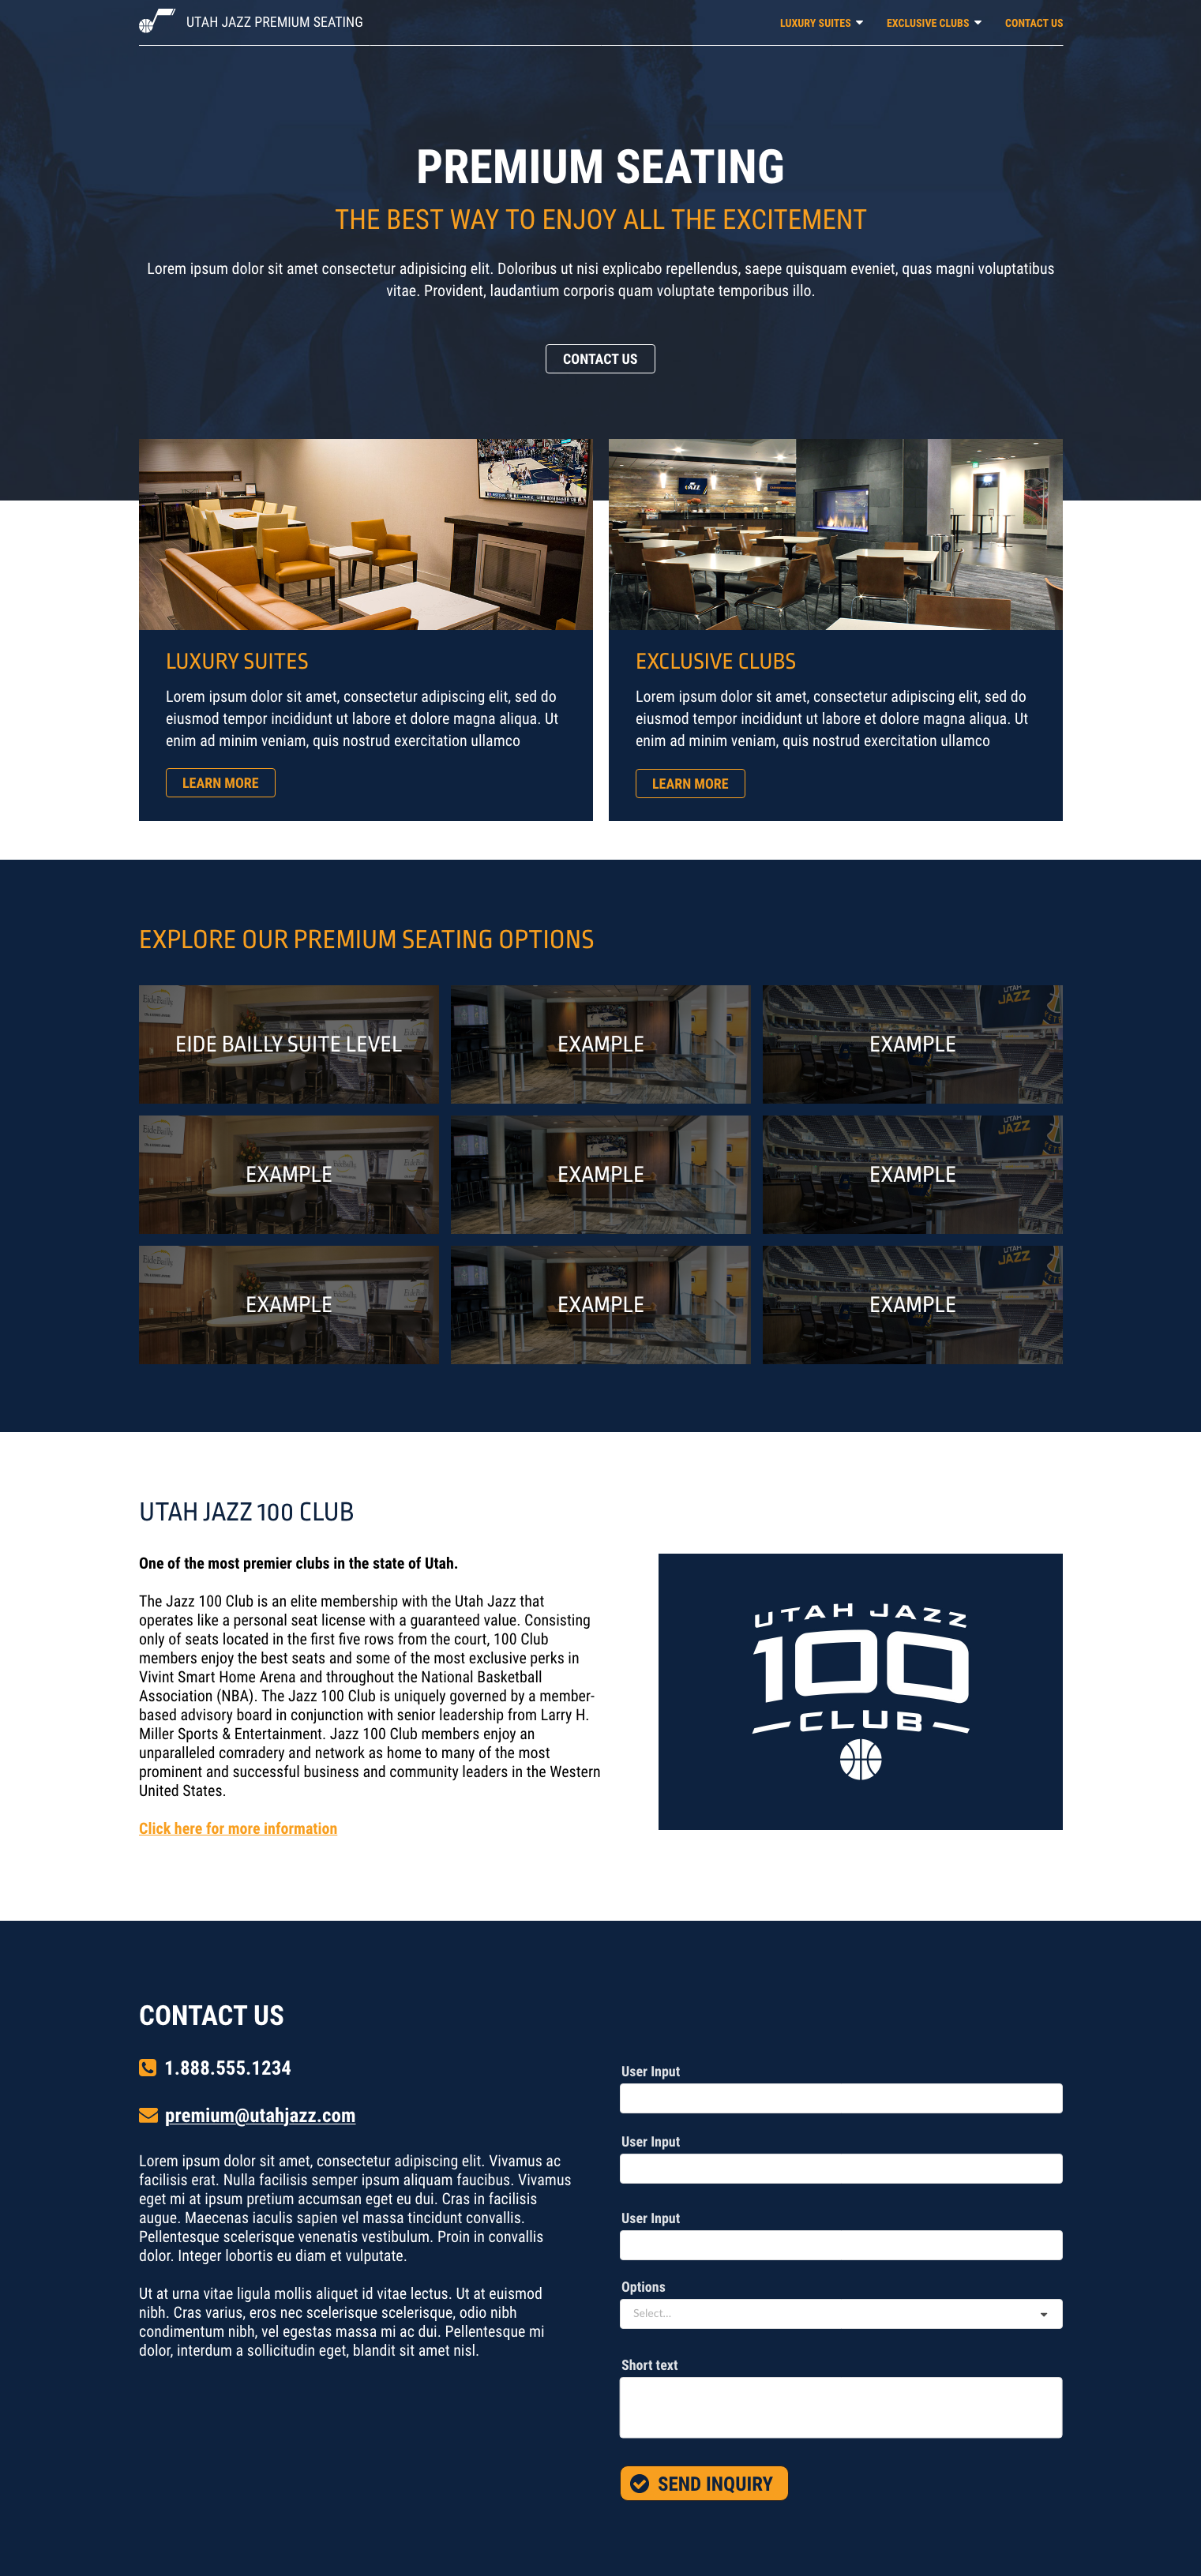 UTAH JAZZ PREMIUM SEATING
LUXURY SUITES
EXCLUSIVE CLUBS
CONTACT US
PREMIUM SEATING
THE BEST WAY TO ENJOY ALL THE EXCITEMENT
Lorem ipsum dolor sit amet consectetur adipisicing elit. Doloribus ut nisi explicabo repellendus, saepe quisquam eveniet, quas magni voluptatibus
vitae. Provident, laudantium corporis quam voluptate temporibus illo.
CONTACT US
JAZZ
LUXURY SUITES
Lorem ipsum dolor sit amet, consectetur adipiscing elit, sed do
eiusmod tempor incididunt ut labore et dolore magna aliqua. Ut
enim ad minim veniam, quis nostrud exercitation ullamco
LEARN MORE
EXCLUSIVE CLUBS
Lorem ipsum dolor sit amet, consectetur adipiscing elit, sed do
eiusmod tempor incididunt ut labore et dolore magna aliqua. Ut
enim ad minim veniam, quis nostrud exercitation ullamco
LEARN MORE
EXPLORE OUR PREMIUM SEATING OPTIONS
EideBailly
EIDE BAILLY SUITE LEVEL
EXAMPLE
UTAH
JAZZ
EXAMPLE
EideBailly
EXAMPLE
EXAMPLE
UTAH
JAZZ
EXAMPLE
EideBailly
EXAMPLE
EXAMPLE
UTAH
JAZZ
EXAMPLE
UTAH JAZZ 100 CLUB
One of the most premier clubs in the state of Utah.
The Jazz 100 Club is an elite membership with the Utah Jazz that
operates like a personal seat license with a guaranteed value. Consisting
only of seats located in the first five rows from the court, 100 Club
members enjoy the best seats and some of the most exclusive perks in
Vivint Smart Home Arena and throughout the National Basketball
Association (NBA). The Jazz 100 Club is uniquely governed by a member-
based advisory board in conjunction with senior leadership from Larry H.
Miller Sports & Entertainment. Jazz 100 Club members enjoy an
unparalleled comradery and network as home to many of the most
prominent and successful business and community leaders in the Western
United States.
Click here for more information
UTAH JAZZ
100
CLUB
CONTACT US
1.888.555.1234
premium@utahjazz.com
Lorem ipsum dolor sit amet, consectetur adipiscing elit. Vivamus ac
facilisis erat. Nulla facilisis semper ipsum aliquam faucibus. Vivamus
eget mi at ipsum pretium accumsan eget eu dui. Cras in facilisis
augue. Maecenas iaculis sapien vel massa tincidunt convallis.
Pellentesque scelerisque venenatis vestibulum. Proin in convallis
dolor. Integer lobortis eu diam et vulputate.
Ut at urna vitae ligula mollis aliquet id vitae lectus. Ut at euismod
nibh. Cras varius, eros nec scelerisque scelerisque, odio nibh
condimentum nibh, vel egestas massa mi ac dui. Pellentesque mi
dolor, interdum a sollicitudin eget, blandit sit amet nisl.
User Input
User Input
User Input
Options
Select...
Short text
SEND INQUIRY